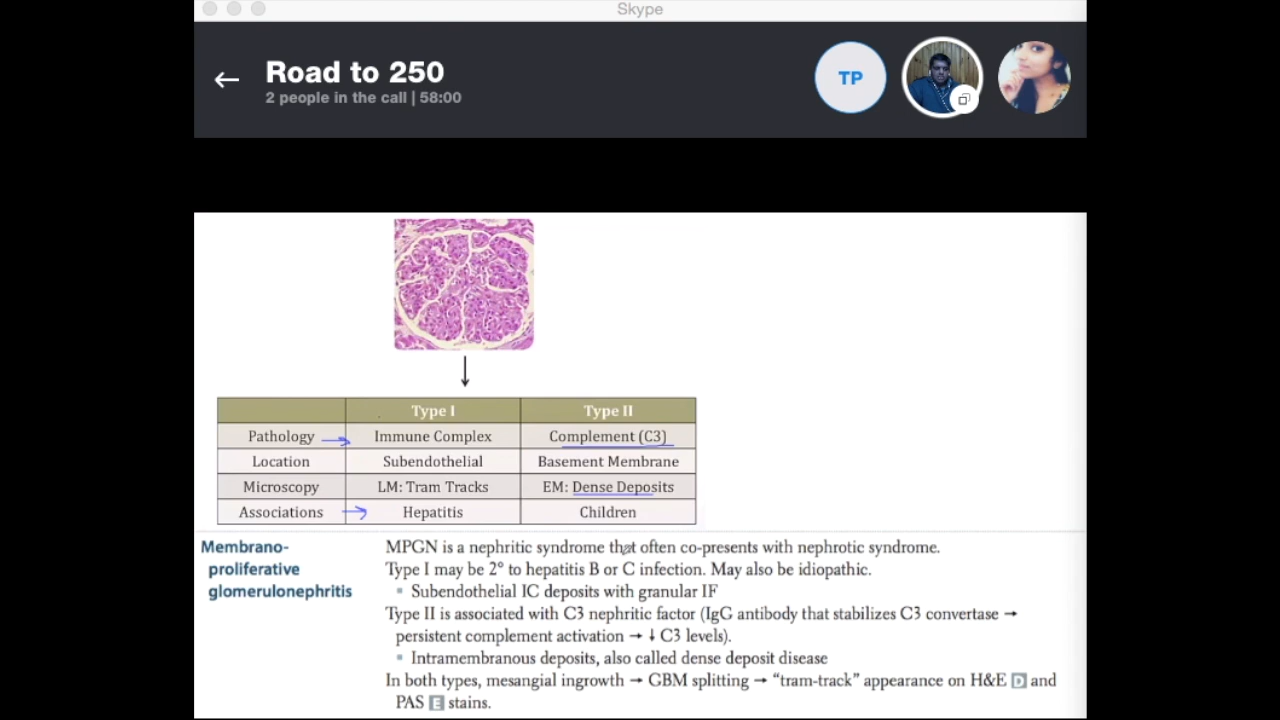 Skype
Road to 250
2 people in the call | 58:00
TP
Type I Type II
Pathology Immune Complex Complement (C3)
Location Subendothelial Basement Membrane
Microscopy LM: Tram Tracks EM: Dense Deposits
Associations Hepatitis Children
Membrano-
proliferative
glomerulonephritis
MPGN is a nephritic syndrome that often co-presents with nephrotic syndrome.
Type I may be 2° to hepatitis B or C infection. May also be idiopathic.
▪ Subendothelial IC deposits with granular IF
Type II is associated with C3 nephritic factor (IgG antibody that stabilizes C3 convertase →
persistent complement activation → ↓ C3 levels).
▪ Intramembranous deposits, also called dense deposit disease
In both types, mesangial ingrowth → GBM splitting → “tram-track” appearance on H&E D and
PAS E stains.